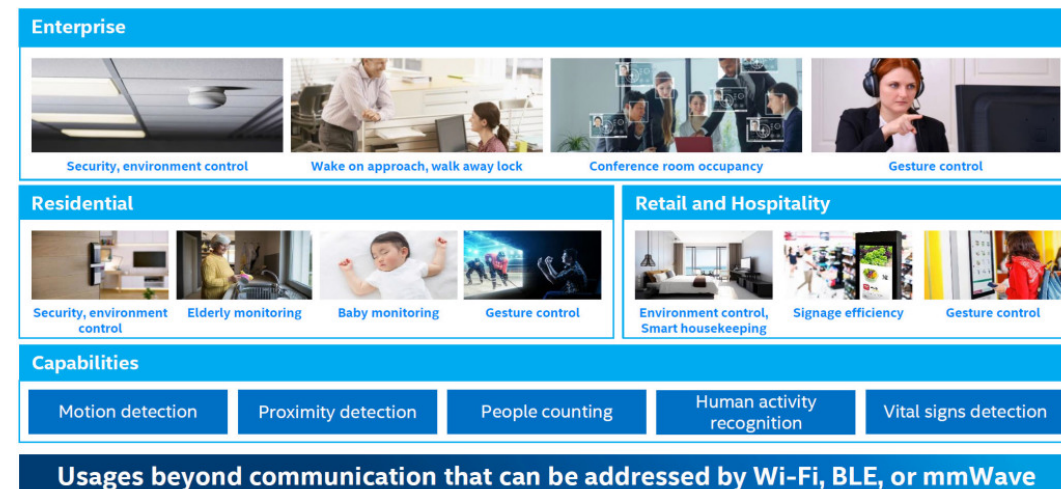 Enterprise
Security, environment control
Wake on approach, walk away lock
Conference room occupancy
Gesture control
Residential
Security, environment
control
Elderly monitoring
Baby monitoring
Gesture control
Retail and Hospitality
Environment control,
Smart housekeeping
Signage efficiency
Gesture control
Capabilities
Motion detection
Proximity detection
People counting
Human activity
recognition
Vital signs detection
Usages beyond communication that can be addressed by Wi-Fi, BLE, or mmWave